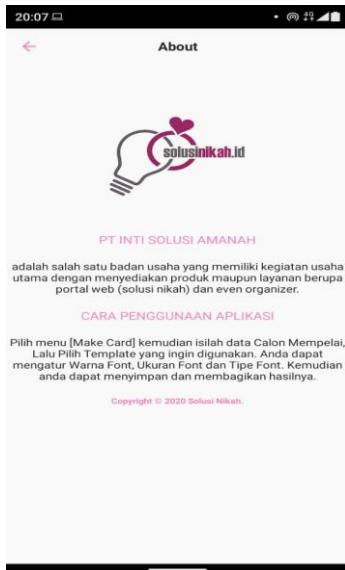 20:07
About
solusinikah.id
PT INTI SOLUSI AMANAH
adalah salah satu badan usaha yang memiliki kegiatan usaha
utama dengan menyediakan produk maupun layanan berupa
portal web (solusi nikah) dan even organizer.
CARA PENGGUNAAN APLIKASI
Pilih menu [Make Card] kemudian isilah data Calon Mempelai,
Lalu Pilih Template yang ingin digunakan. Anda dapat
mengatur Warna Font, Ukuran Font dan Tipe Font. Kemudian
anda dapat menyimpan dan membagikan hasilnya.
Copyright © 2020 Solusi Nikah.